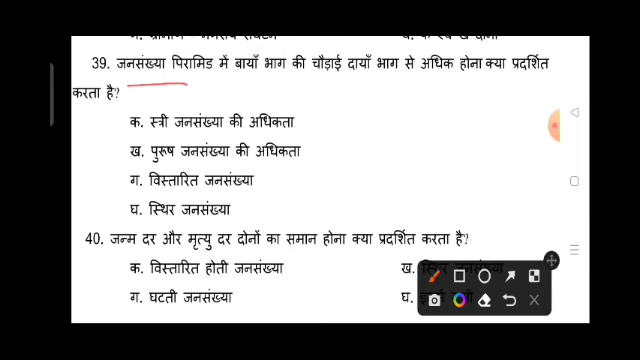 39. जनसंख्या पिरामिड में बायाँ भाग की चौड़ाई दायाँ भाग से अधिक होना क्या प्रदर्शित
करता है?
क. स्त्री जनसंख्या की अधिकता
ख. पुरूष जनसंख्या की अधिकता
ग. विस्तारित जनसंख्या
घ. स्थिर जनसंख्या
40. जन्म दर और मृत्यु दर दोनों का समान होना क्या प्रदर्शित करता है?
क. विस्तारित होती जनसंख्या ख. स्थिर जनसंख्या
ग. घटती जनसंख्या घ.